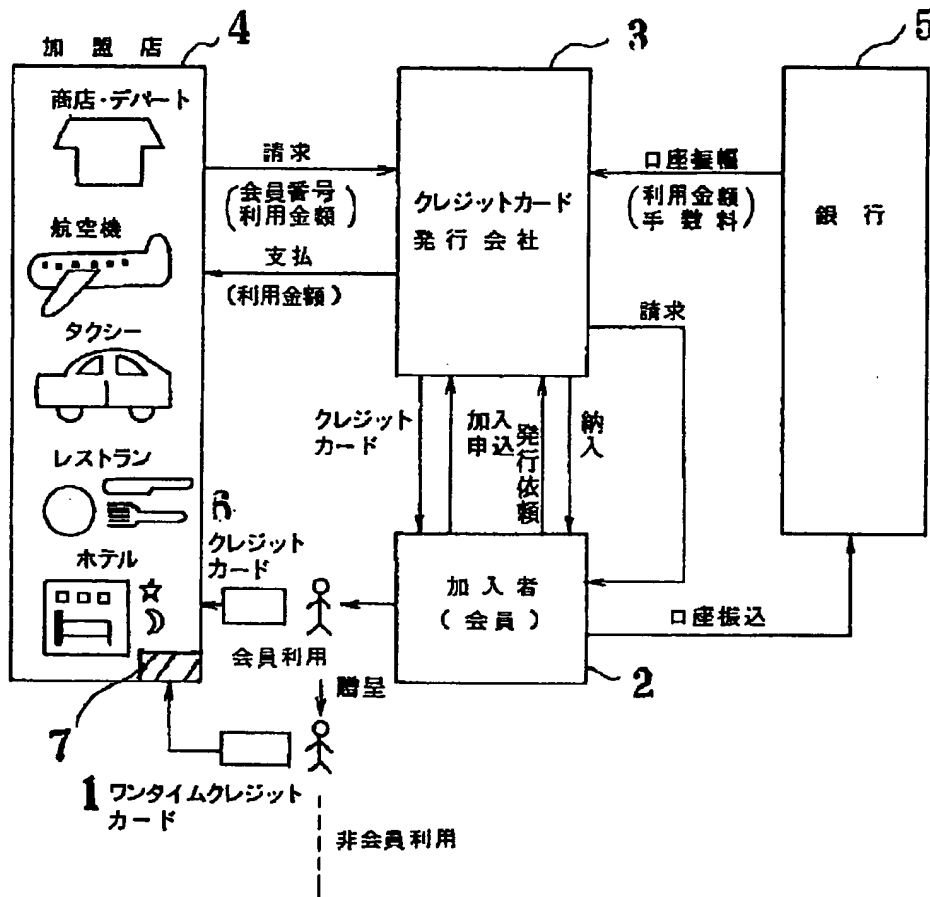 4
3
5
加盟店
商店・デパート
航空機
タクシー
レストラン
ホテル
請求
(会員番号
利用金額)
支払
(利用金額)
クレジットカード
発行会社
口座振幅
(利用金額
手数料)
銀行
請求
クレジット
カード
加入
申込
発行依頼
納入
6
クレジット
カード
会員利用
加入者
(会員)
口座振込
2
贈呈
7
1 ワンタイムクレジット
カード
非会員利用